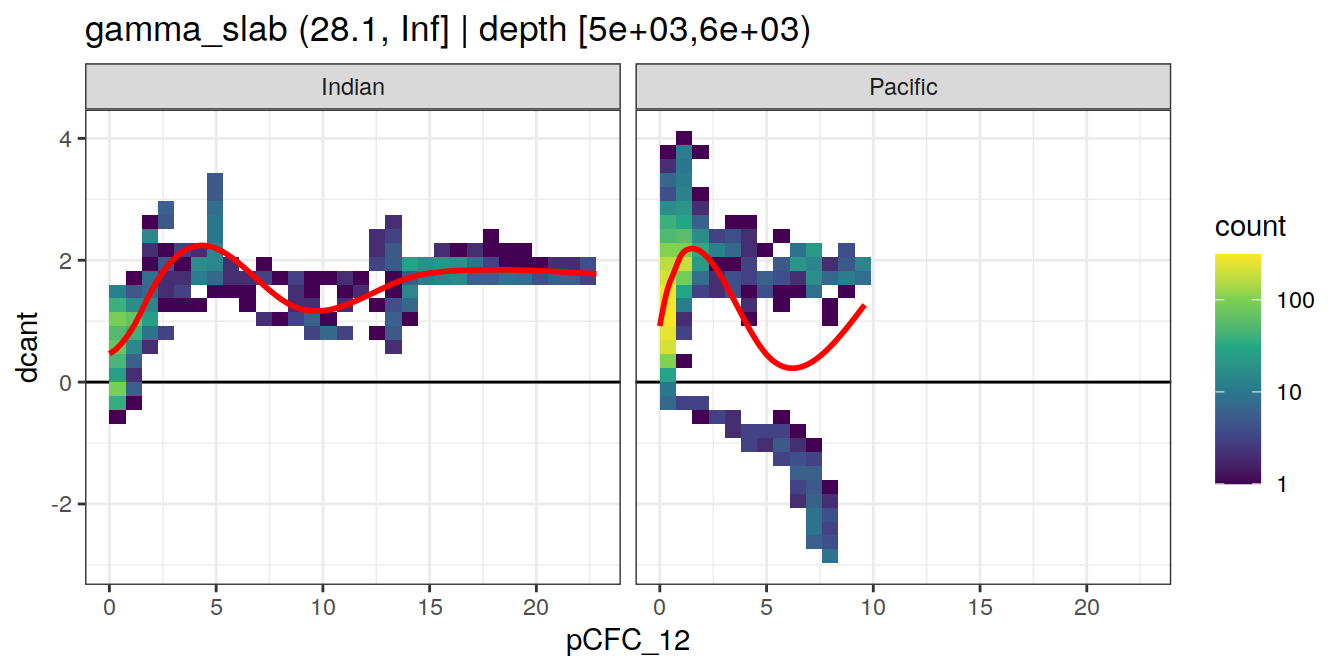 gamma_slab (28.1, Inf] | depth [5e+03,6e+03)
Indian
Pacific
4
2
0
-2
dcant
0 5 10 15 20
0 5 10 15 20
pCFC_12
count
100
10
1